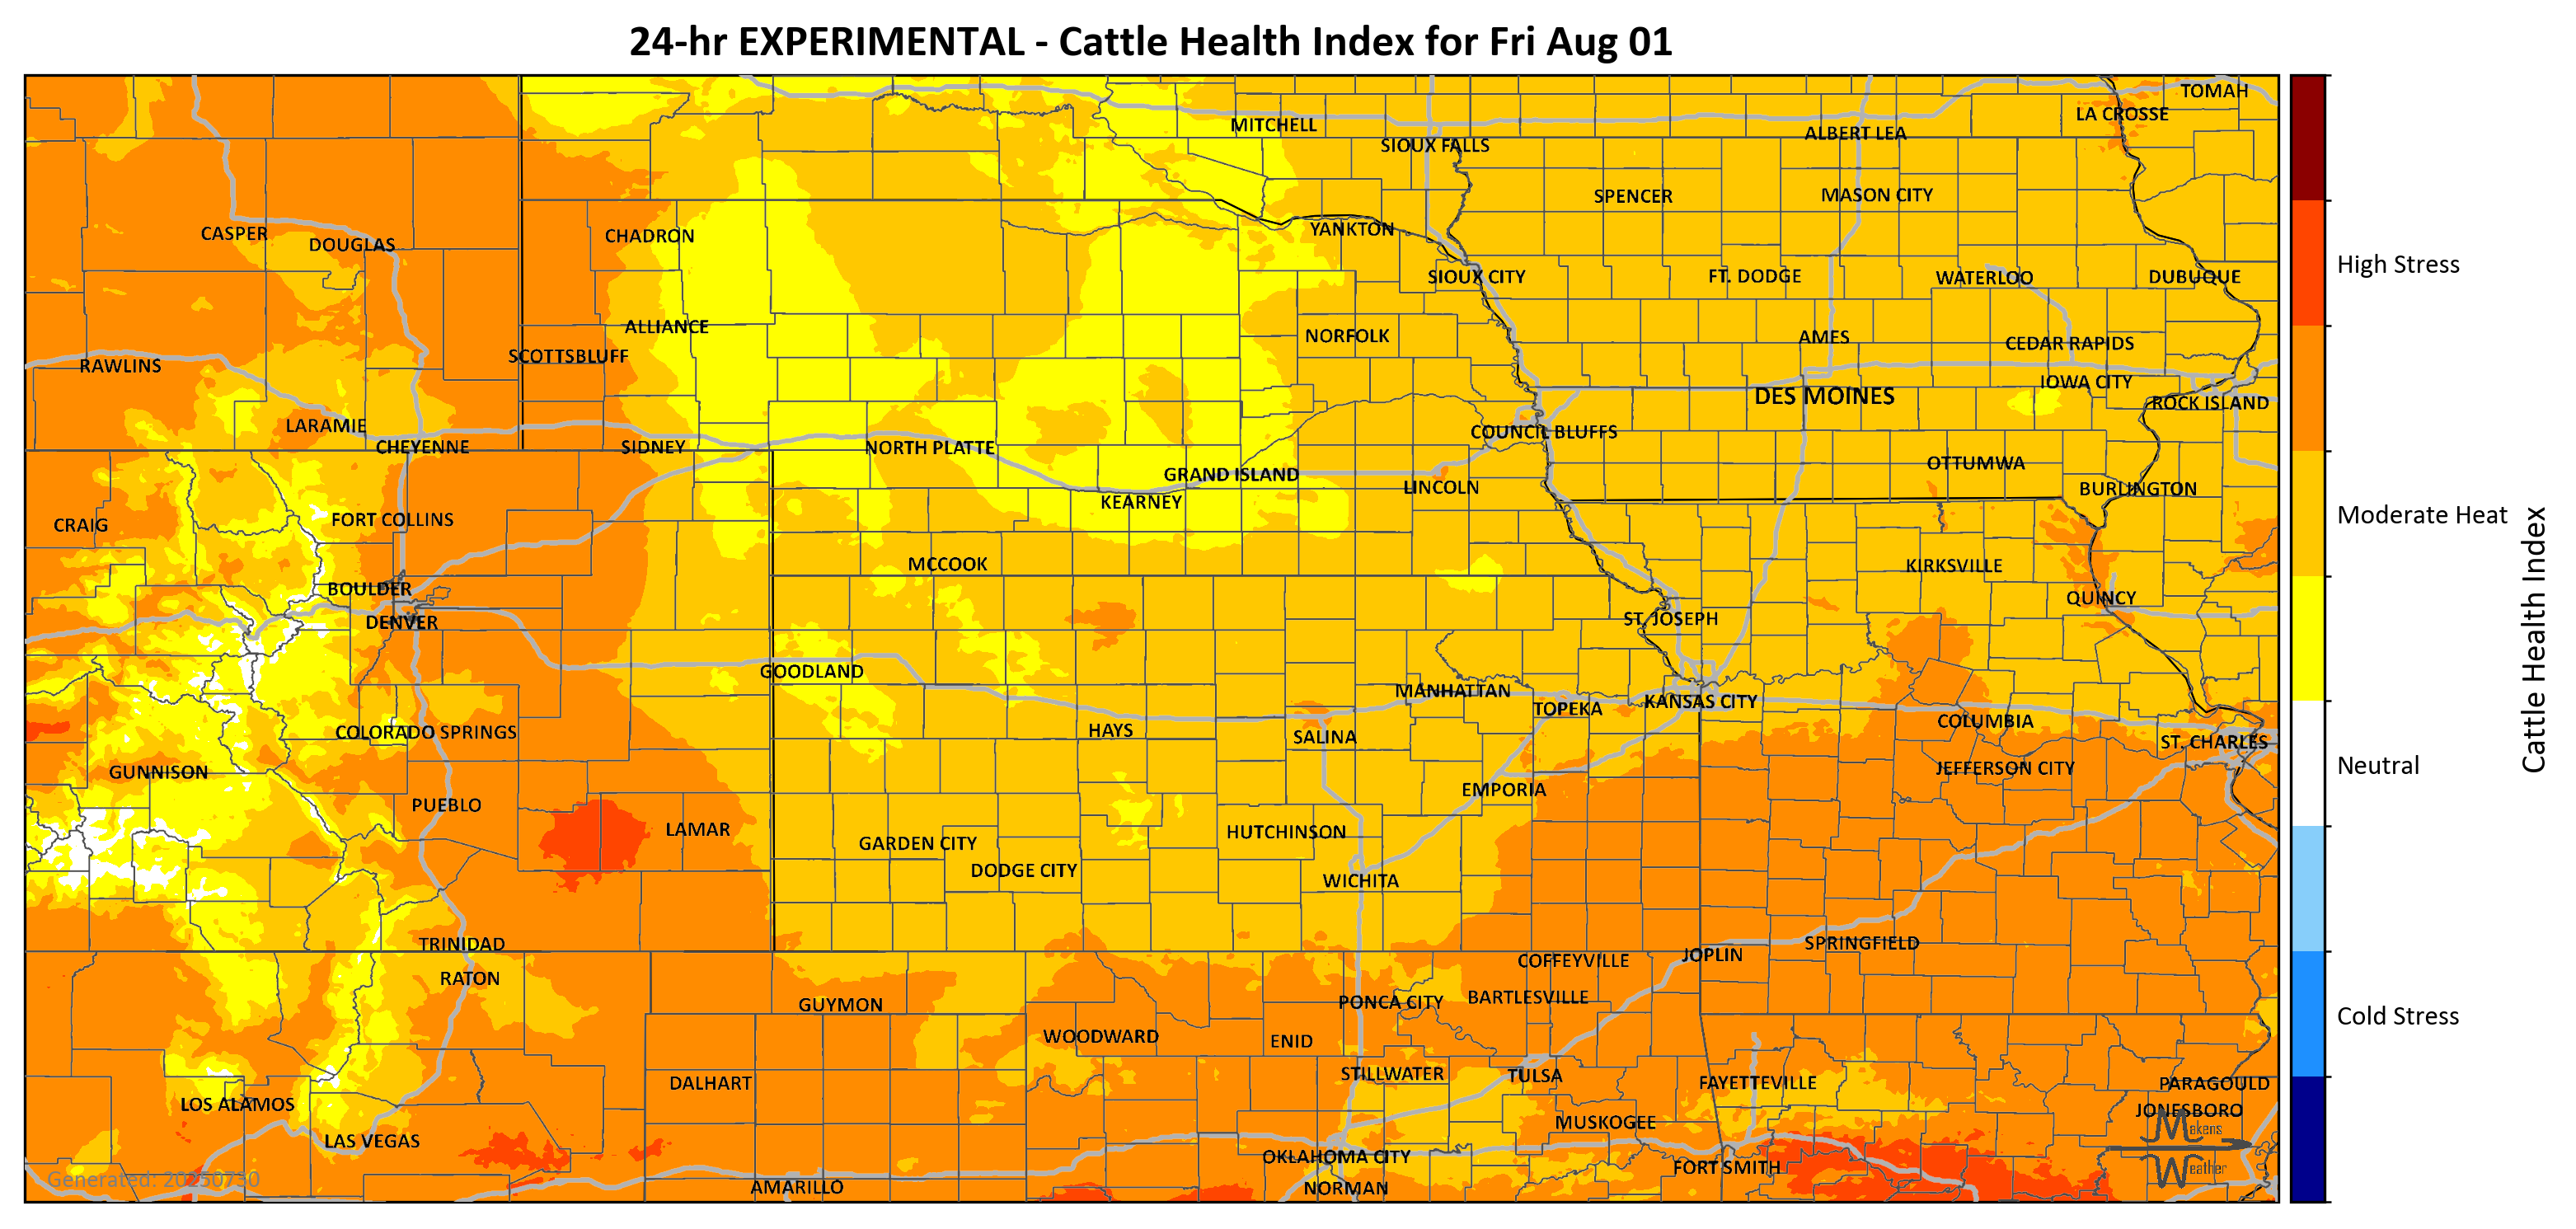 24-hr EXPERIMENTAL - Cattle Health Index for Fri Aug 01
TOMAH
LA CROSSE
MITCHELL
ALBERT LEA
SIOUX FALLS
SPENCER
MASON CITY
CASPER
DOUGLAS
CHADRON
YANKTON
High Stress
SIOUX CITY
FT. DODGE
WATERLOO
DUBUQUE
ALLIANCE
NORFOLK
AMES
CEDAR RAPIDS
SCOTTSBLUFF
RAWLINS
IOWA CITY
DES MOINES
ROCK ISLAND
LARAMIE
COUNCIL BLUFFS
CHEYENNE
SIDNEY
NORTH PLATTE
OTTUMWA
GRAND ISLAND
LINCOLN
BURLINGTON
KEARNEY
Moderate Heat
CRAIG
FORT COLLINS
MCCOOK
KIRKSVILLE
BOULDER
QUINCY
DENVER
ST. JOSEPH
Cattle Health Index
GOODLAND
MANHATTAN
KANSAS CITY
TOPEKA
COLUMBIA
COLORADO SPRINGS
HAYS
SALINA
ST. CHARLES
GUNNISON
JEFFERSON CITY
Neutral
EMPORIA
PUEBLO
LAMAR
HUTCHINSON
GARDEN CITY
DODGE CITY
WICHITA
TRINIDAD
SPRINGFIELD
JOPLIN
COFFEYVILLE
RATON
BARTLESVILLE
PONCA CITY
GUYMON
Cold Stress
WOODWARD
ENID
STILLWATER
TULSA
DALHART
FAYETTEVILLE
PARAGOULD
LOS ALAMOS
JONESBORO
MUSKOGEE
Makens
LAS VEGAS
OKLAHOMA CITY
FORT SMITH
Weather
Generated: 20250730
AMARILLO
NORMAN